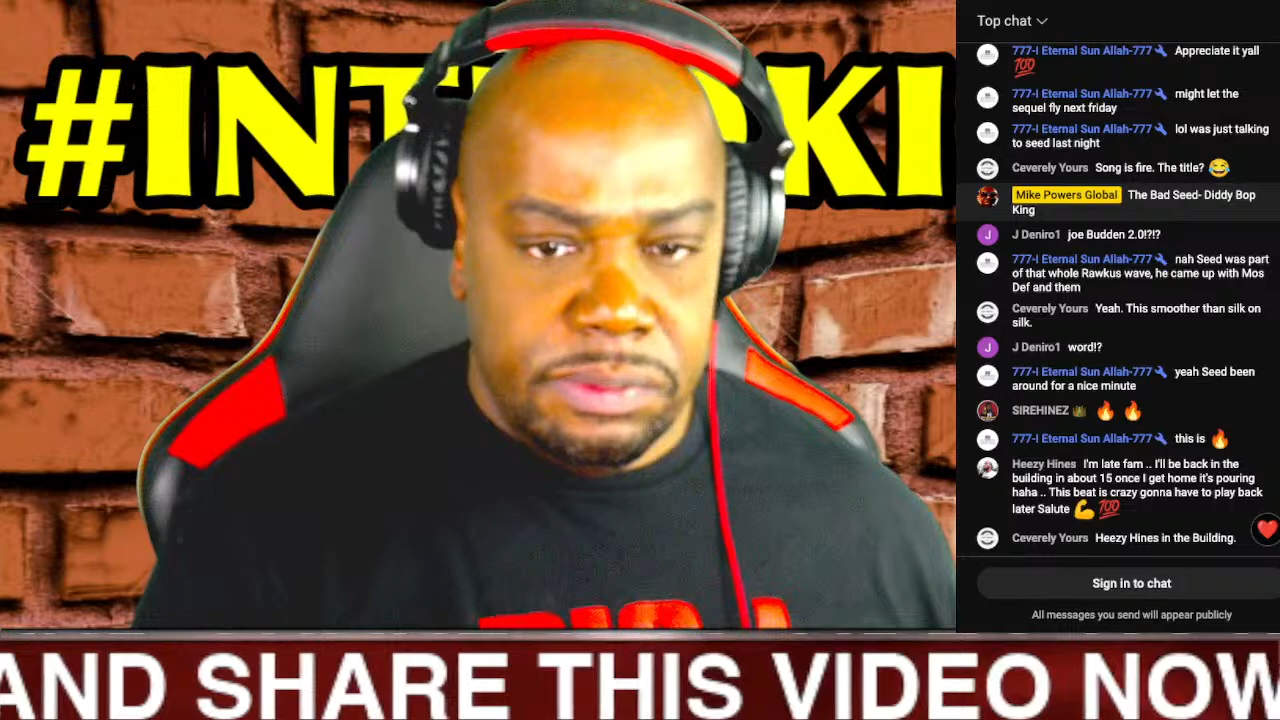 #INT
KI
Top chat
777-I Eternal Sun Allah-777 Appreciate it yall
💯
777-I Eternal Sun Allah-777 might let the
sequel fly next friday
777-I Eternal Sun Allah-777 lol was just talking
to seed last night
Ceverely Yours Song is fire. The title? 😂
Mike Powers Global The Bad Seed- Diddy Bop
King
J Deniro1 joe Budden 2.0!?!?
777-I Eternal Sun Allah-777 nah Seed was part
of that whole Rawkus wave, he came up with Mos
Def and them
Ceverely Yours Yeah. This smoother than silk on
silk.
J Deniro1 word!?
777-I Eternal Sun Allah-777 yeah Seed been
around for a nice minute
SIREHINEZ 🔥 🔥
777-I Eternal Sun Allah-777 this is 🔥
Heezy Hines I'm late fam .. I'll be back in the
building in about 15 once I get home it's pouring
haha .. This beat is crazy gonna have to play back
later Salute 💪 💯
Ceverely Yours Heezy Hines in the Building.
Sign in to chat
All messages you send will appear publicly
AND SHARE THIS VIDEO NOW